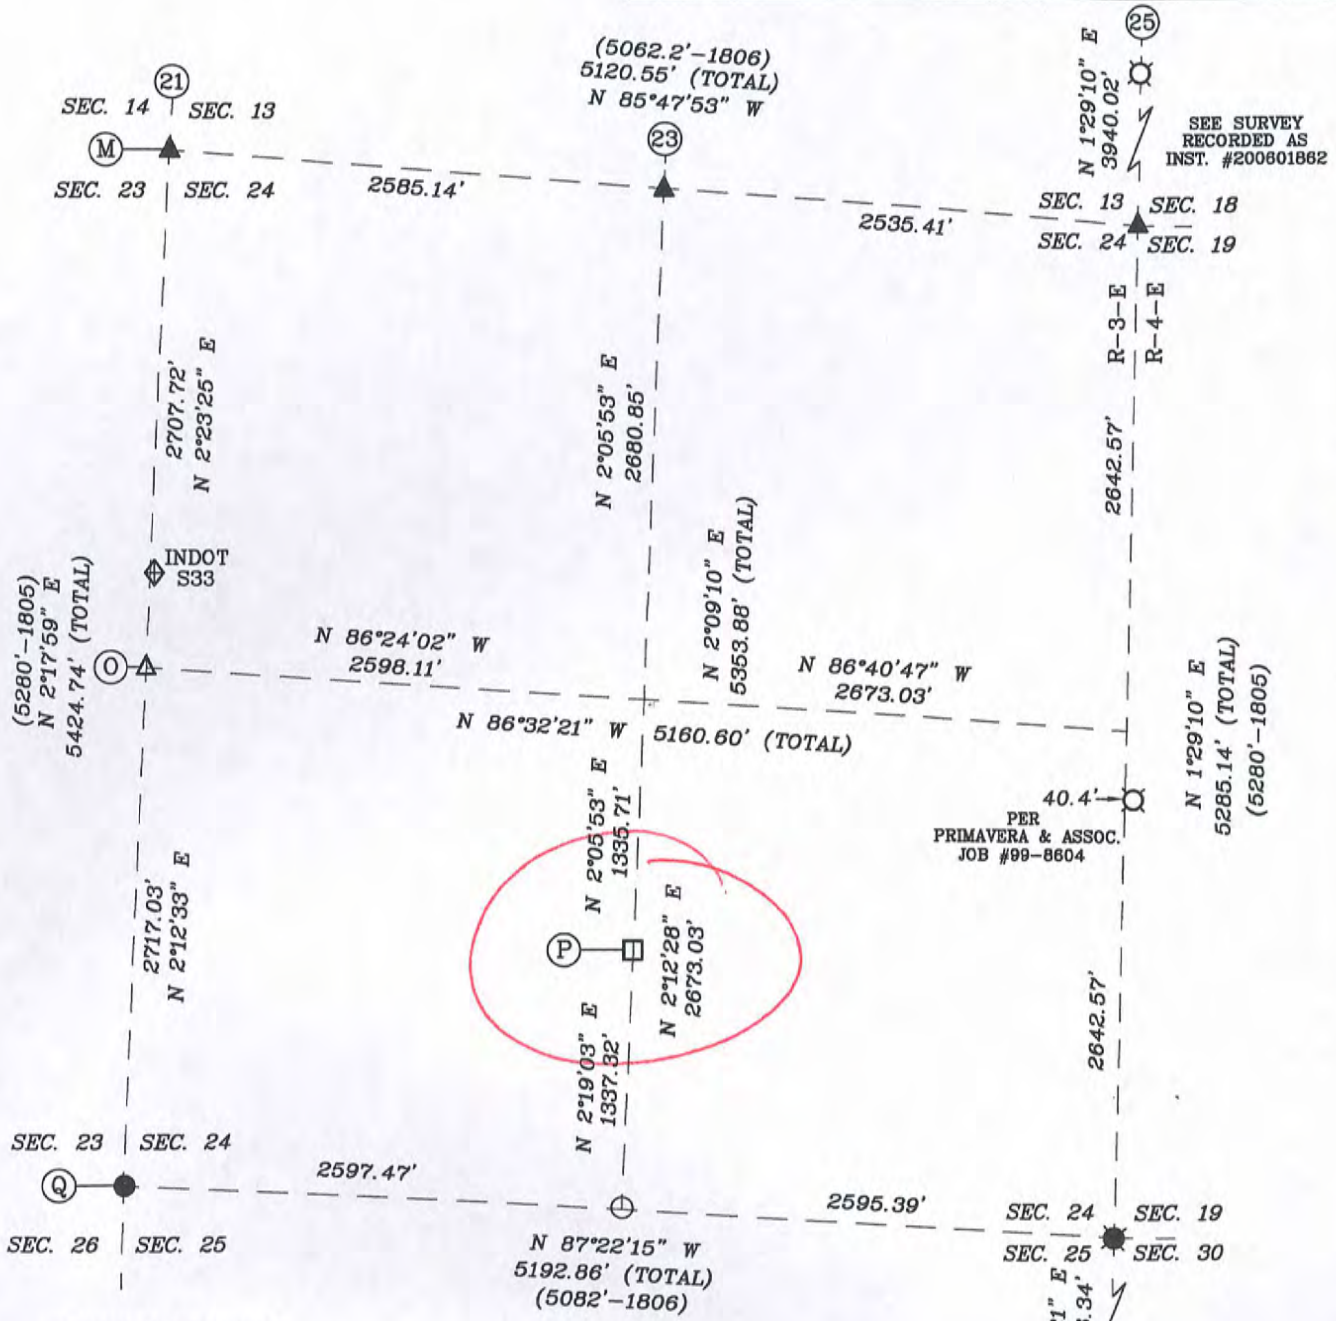 25
(5062.2'-1806)
5120.55' (TOTAL)
N 85°47'53" W
N 1°29'10" E
3940.02'
21
SEC. 14
SEC. 13
SEE SURVEY
RECORDED AS
INST. #200601862
23
M
SEC. 23
SEC. 24
2585.14'
2535.41'
SEC. 13
SEC. 18
SEC. 24
SEC. 19
R-3-E
R-4-E
2707.72'
N 2°23'25" E
N 2°05'53" E
2680.85'
2642.57'
INDOT
S33
(5280'-1805)
N 2°17'59" E
5424.74' (TOTAL)
N 2°09'10" E
5353.88' (TOTAL)
O
N 86°24'02" W
2598.11'
N 86°40'47" W
2673.03'
N 86°32'21" W
5160.60' (TOTAL)
N 1°29'10" E
5285.14' (TOTAL)
(5280'-1805)
40.4'
PER
PRIMAVERA & ASSOC.
JOB #99-8604
N 2°05'53" E
1335.71'
2717.03'
N 2°12'33" E
P
N 2°12'28" E
2673.03'
N 2°19'03" E
1337.32'
2642.57'
SEC. 23
SEC. 24
Q
2597.47'
2595.39'
SEC. 24
SEC. 19
SEC. 26
SEC. 25
SEC. 25
SEC. 30
N 87°22'15" W
5192.86' (TOTAL)
(5082'-1806)
1" E
.34'